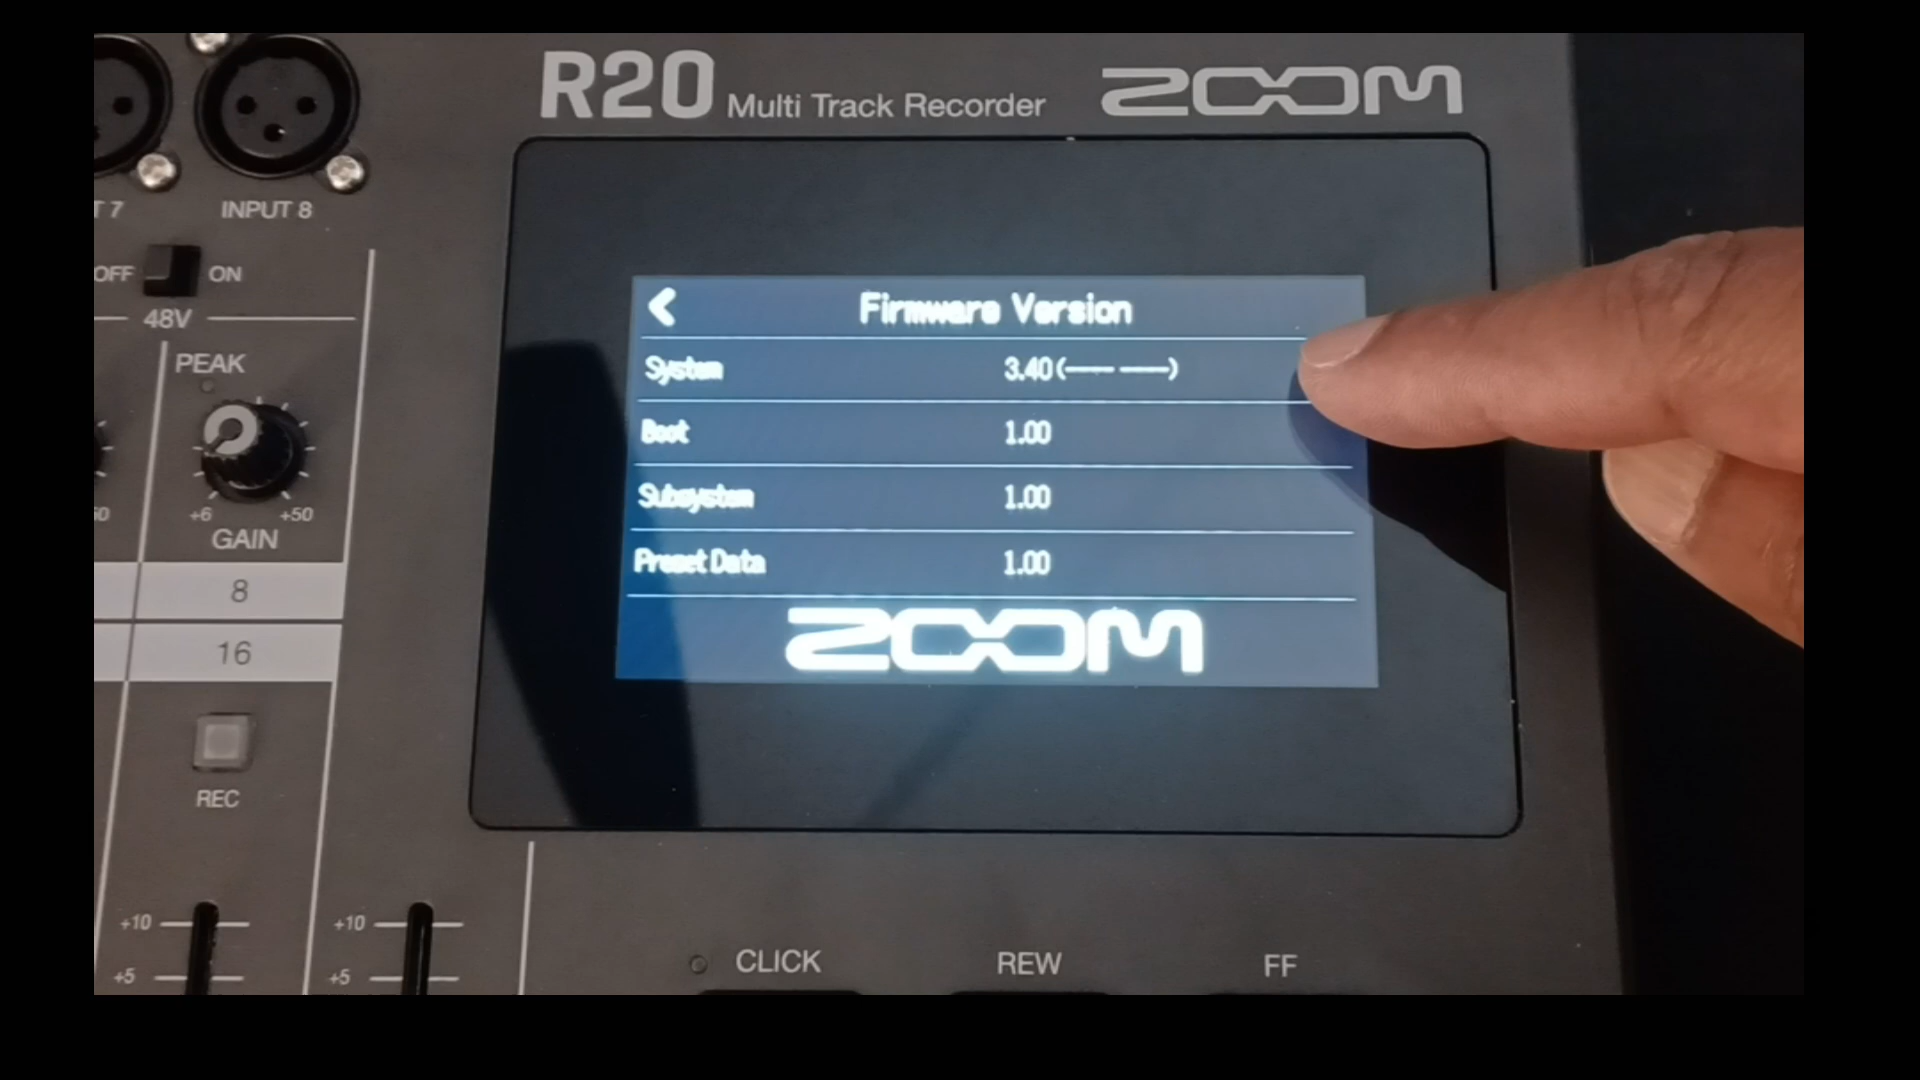 R20 Multi Track Recorder ZOOM
T 7 INPUT 8
OFF ON
48V
PEAK
+6 +50
GAIN
8
16
REC
+10 +10
+5 +5
Firmware Version
System 3.40(-- --)
Boot 1.00
Subsystem 1.00
Preset Data 1.00
ZOOM
CLICK REW FF